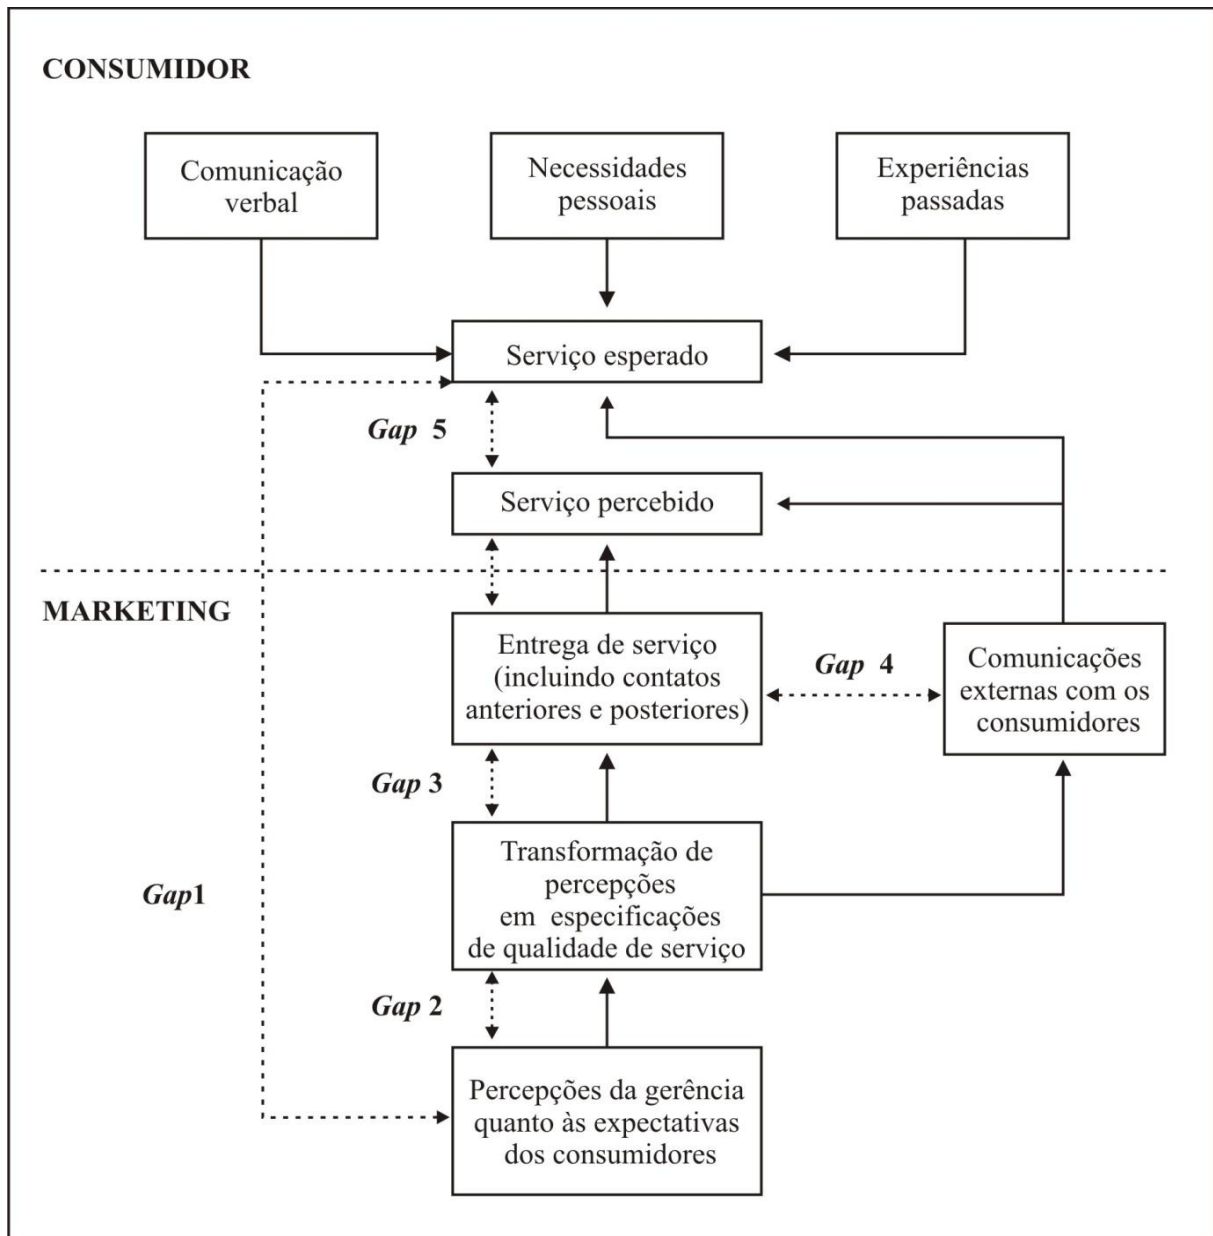 CONSUMIDOR
Comunicação
verbal
Necessidades
pessoais
Experiências
passadas
Serviço esperado
Gap 5
Serviço percebido
MARKETING
Entrega de serviço
(incluindo contatos
anteriores e posteriores)
Gap 4
Comunicações
externas com os
consumidores
Gap 3
Transformação de
percepções
em especificações
de qualidade de serviço
Gap1
Gap 2
Percepções da gerência
quanto às expectativas
dos consumidores